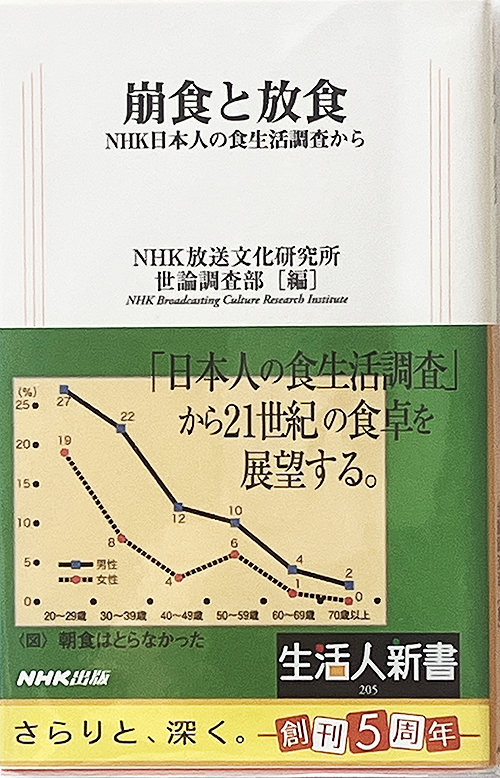 崩食と放食
NHK日本人の食生活調査から
NHK放送文化研究所
世論調査部[編]
NHK Broadcasting Culture Research Institute
「日本人の食生活調査」
から21世紀の食卓を
展望する。
(%)
25
20
15
10
5
0
27
22
12
10
4
2
19
8
4
6
1
0
男性
女性
20〜29歳 30〜39歳 40〜49歳 50〜59歳 60〜69歳 70歳以上
〈図〉朝食はとらなかった
NHK出版
生活人新書
205
さらりと、深く。
創刊5周年